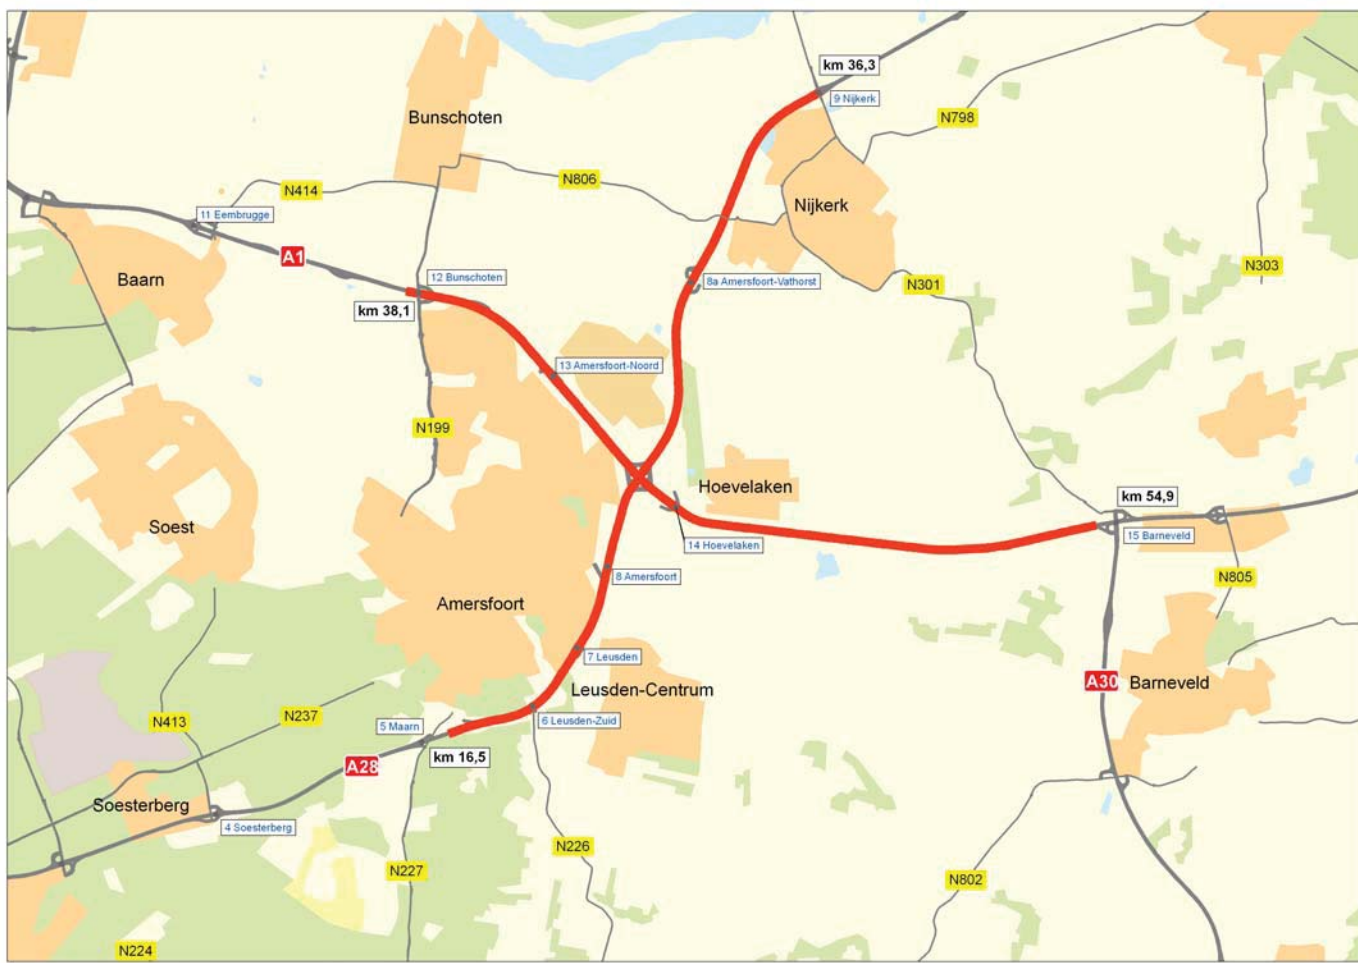 km 36,3
9 Nijkerk
N798
Bunschoten
N806
N414
Nijkerk
11 Eembrugge
A1
N303
Baarn
12 Bunschoten
8a Amersfoort-Vathorst
N301
km 38,1
13 Amersfoort-Noord
N199
Hoevelaken
km 54,9
Soest
15 Barneveld
14 Hoevelaken
8 Amersfoort
N805
Amersfoort
7 Leusden
Leusden-Centrum
A30
Barneveld
N413
N237
5 Maarn
6 Leusden-Zuid
km 16,5
A28
Soesterberg
4 Soesterberg
N226
N227
N802
N224